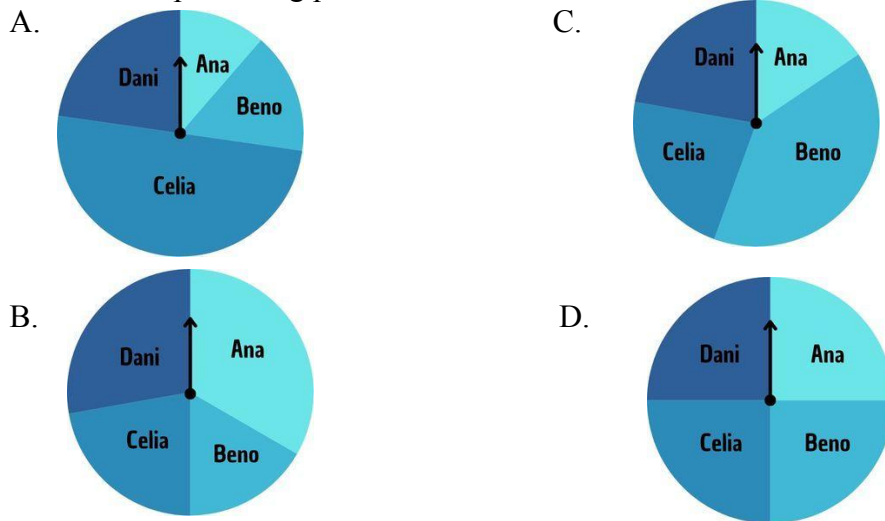 A.
Dani
Ana
Beno
Celia
C.
Dani
Ana
Celia
Beno
B.
Dani
Ana
Celia
Beno
D.
Dani
Ana
Celia
Beno